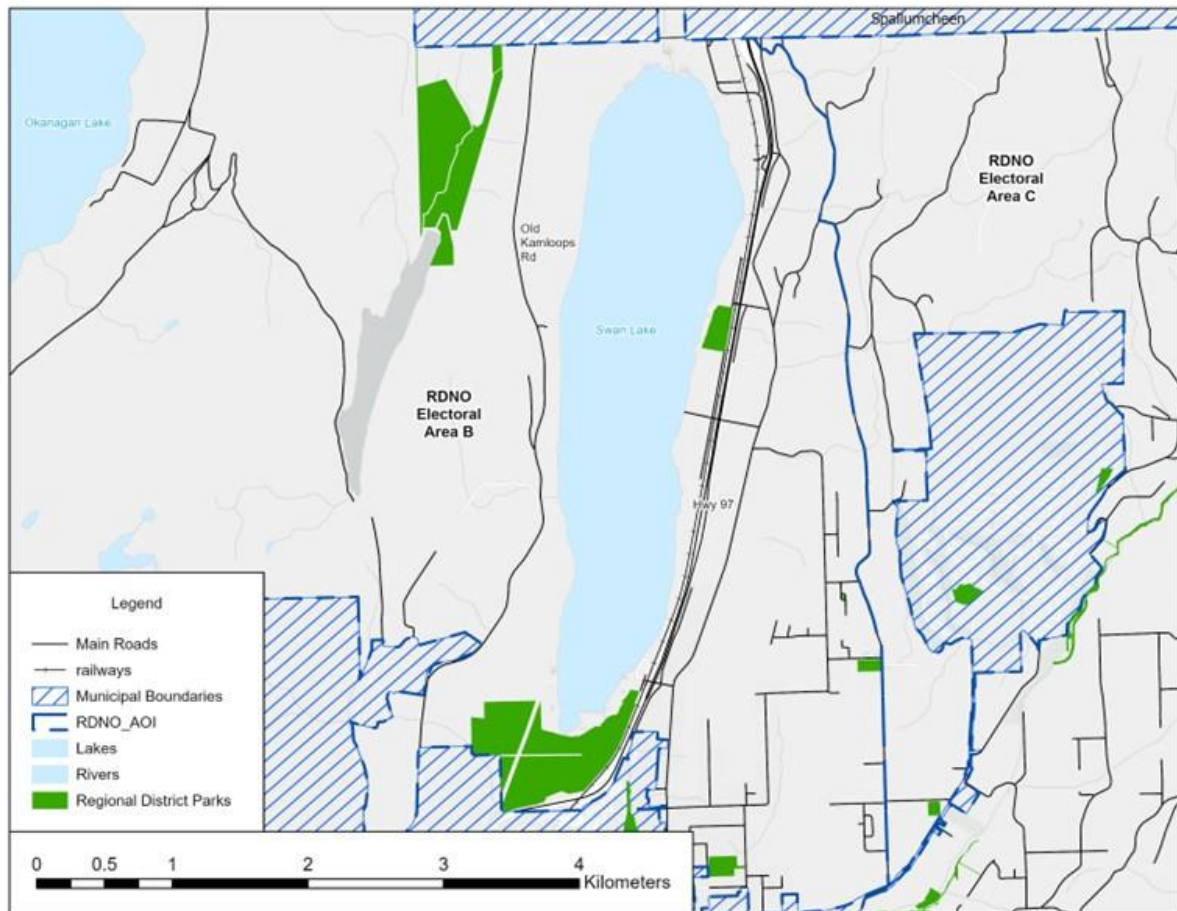 Spallumcheen
Okanagan Lake
RDNO
Electoral
Area C
Old
Kamloops
Rd
Swan Lake
RDNO
Electoral
Area B
Hwy 97
Legend
Main Roads
railways
Municipal Boundaries
RDNO_AOI
Lakes
Rivers
Regional District Parks
0 0.5 1 2 3 4
Kilometers